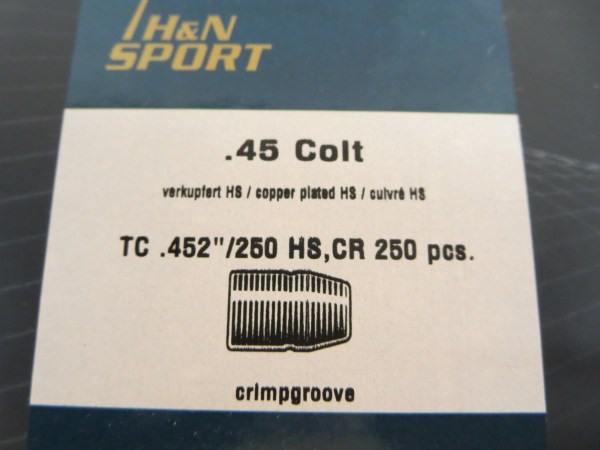 H&N
SPORT
.45 Colt
verkupfert HS / copper plated HS / cuivré HS
TC .452"/250 HS,CR 250 pcs.
crimpgroove